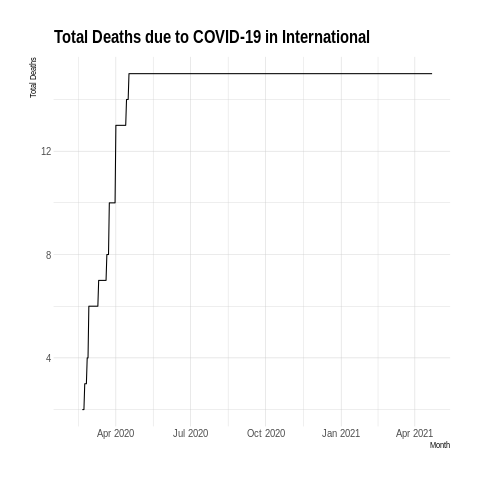 Total Deaths due to COVID-19 in International
Total Deaths
12
8
4
Apr 2020
Jul 2020
Oct 2020
Jan 2021
Apr 2021
Month